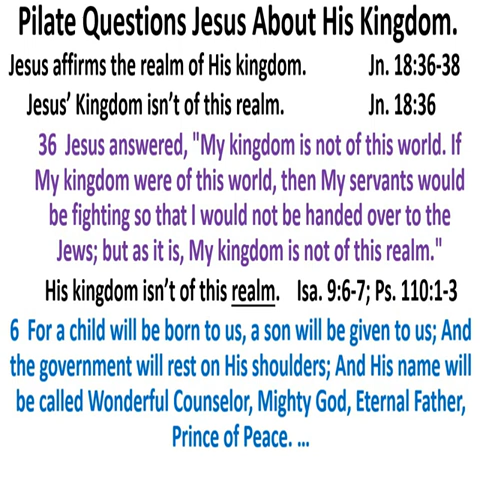 Pilate Questions Jesus About His Kingdom.
Jesus affirms the realm of His kingdom. Jn. 18:36-38
Jesus' Kingdom isn't of this realm. Jn. 18:36
36 Jesus answered, "My kingdom is not of this world. If
My kingdom were of this world, then My servants would
be fighting so that I would not be handed over to the
Jews; but as it is, My kingdom is not of this realm."
His kingdom isn't of this realm. Isa. 9:6-7; Ps. 110:1-3
6 For a child will be born to us, a son will be given to us; And
the government will rest on His shoulders; And His name will
be called Wonderful Counselor, Mighty God, Eternal Father,
Prince of Peace. ...